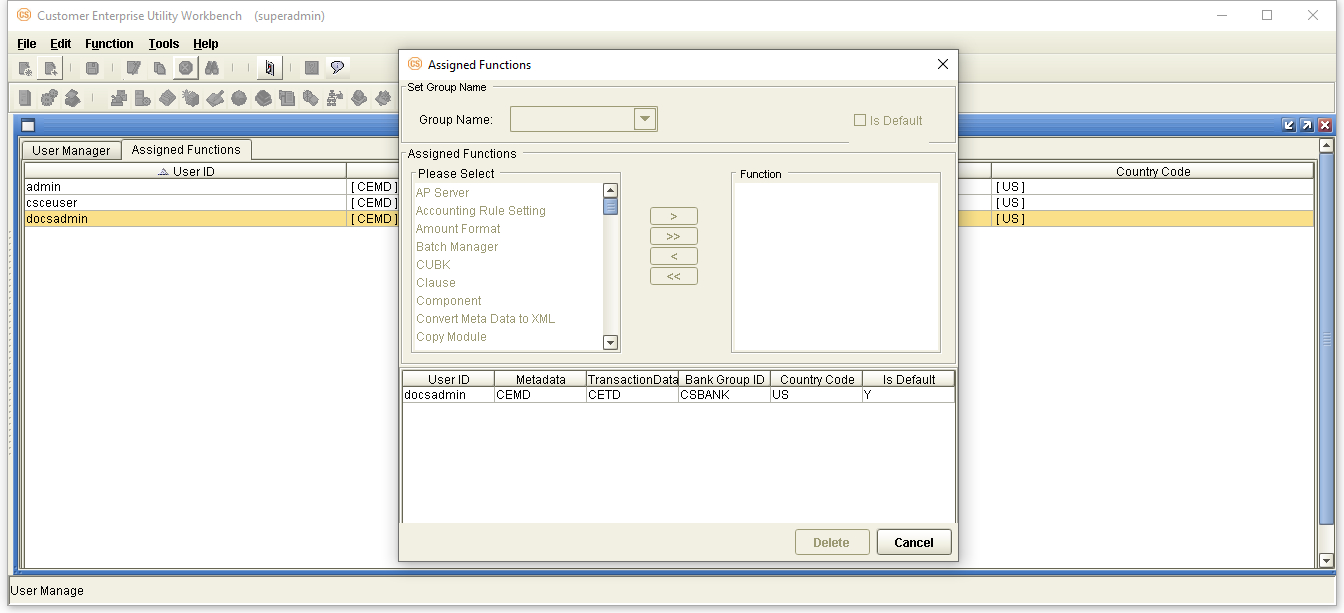 CS Customer Enterprise Utility Workbench (superadmin)
File Edit Function Tools Help
User Manager Assigned Functions
User ID Country Code
admin [ CEMD ] [ US ]
csceuser [ CEMD ] [ US ]
docsadmin [ CEMD ] [ US ]
CS Assigned Functions
Set Group Name
Group Name: Is Default
Assigned Functions
Please Select
AP Server
Accounting Rule Setting
Amount Format
Batch Manager
CUBK
Clause
Component
Convert Meta Data to XML
Copy Module
>
>>
<
<<
Function
User ID Metadata TransactionData Bank Group ID Country Code Is Default
docsadmin CEMD CETD CSBANK US Y
Delete Cancel
User Manage